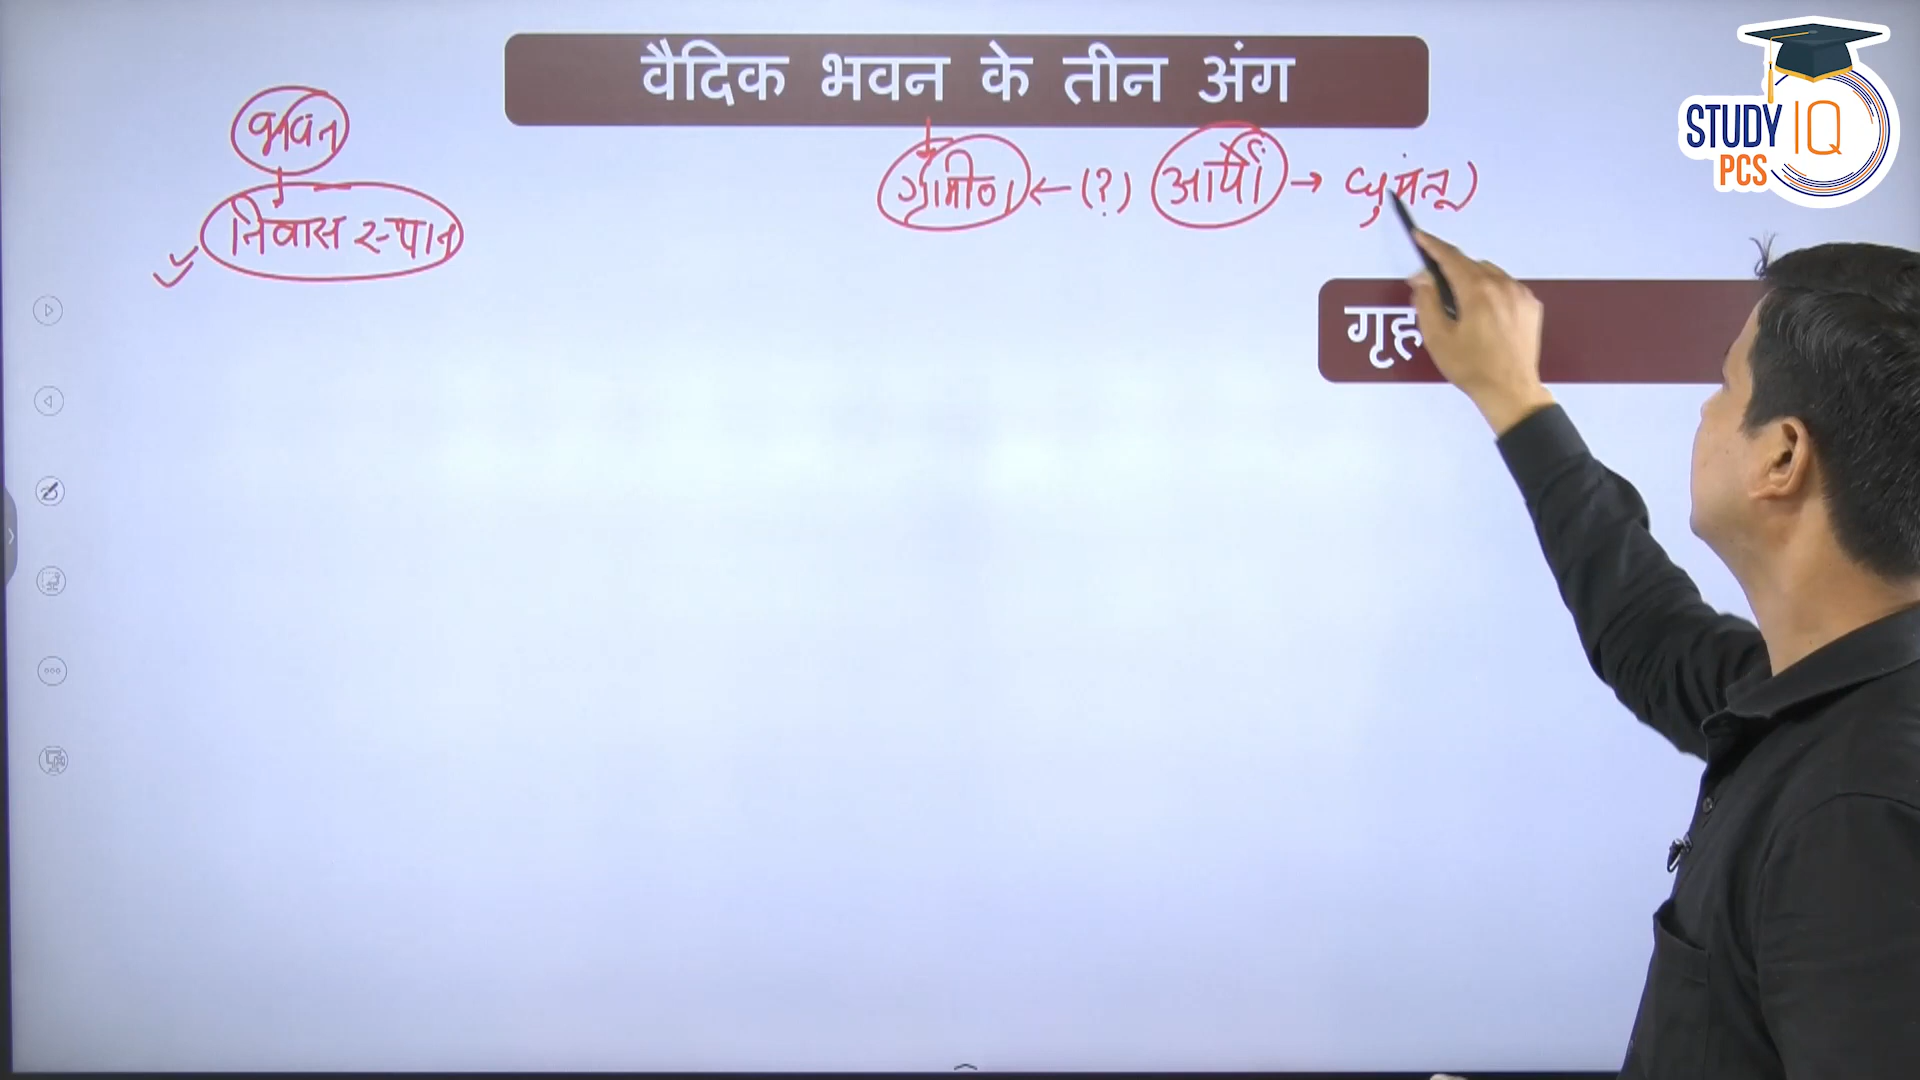 वैदिक भवन के तीन अंग
STUDY IQ
PCS
भवन
निवास स्थान
ग्रामीण ← (?) आर्यों → घुमंतू)
गृह